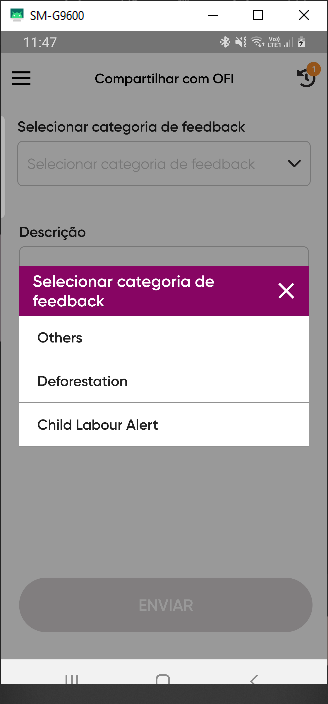 SM-G9600
11:47
Compartilhar com OFI
1
Selecionar categoria de feedback
Selecionar categoria de feedback
Descrição
Selecionar categoria de
feedback
Others
Deforestation
Child Labour Alert
ENVIAR